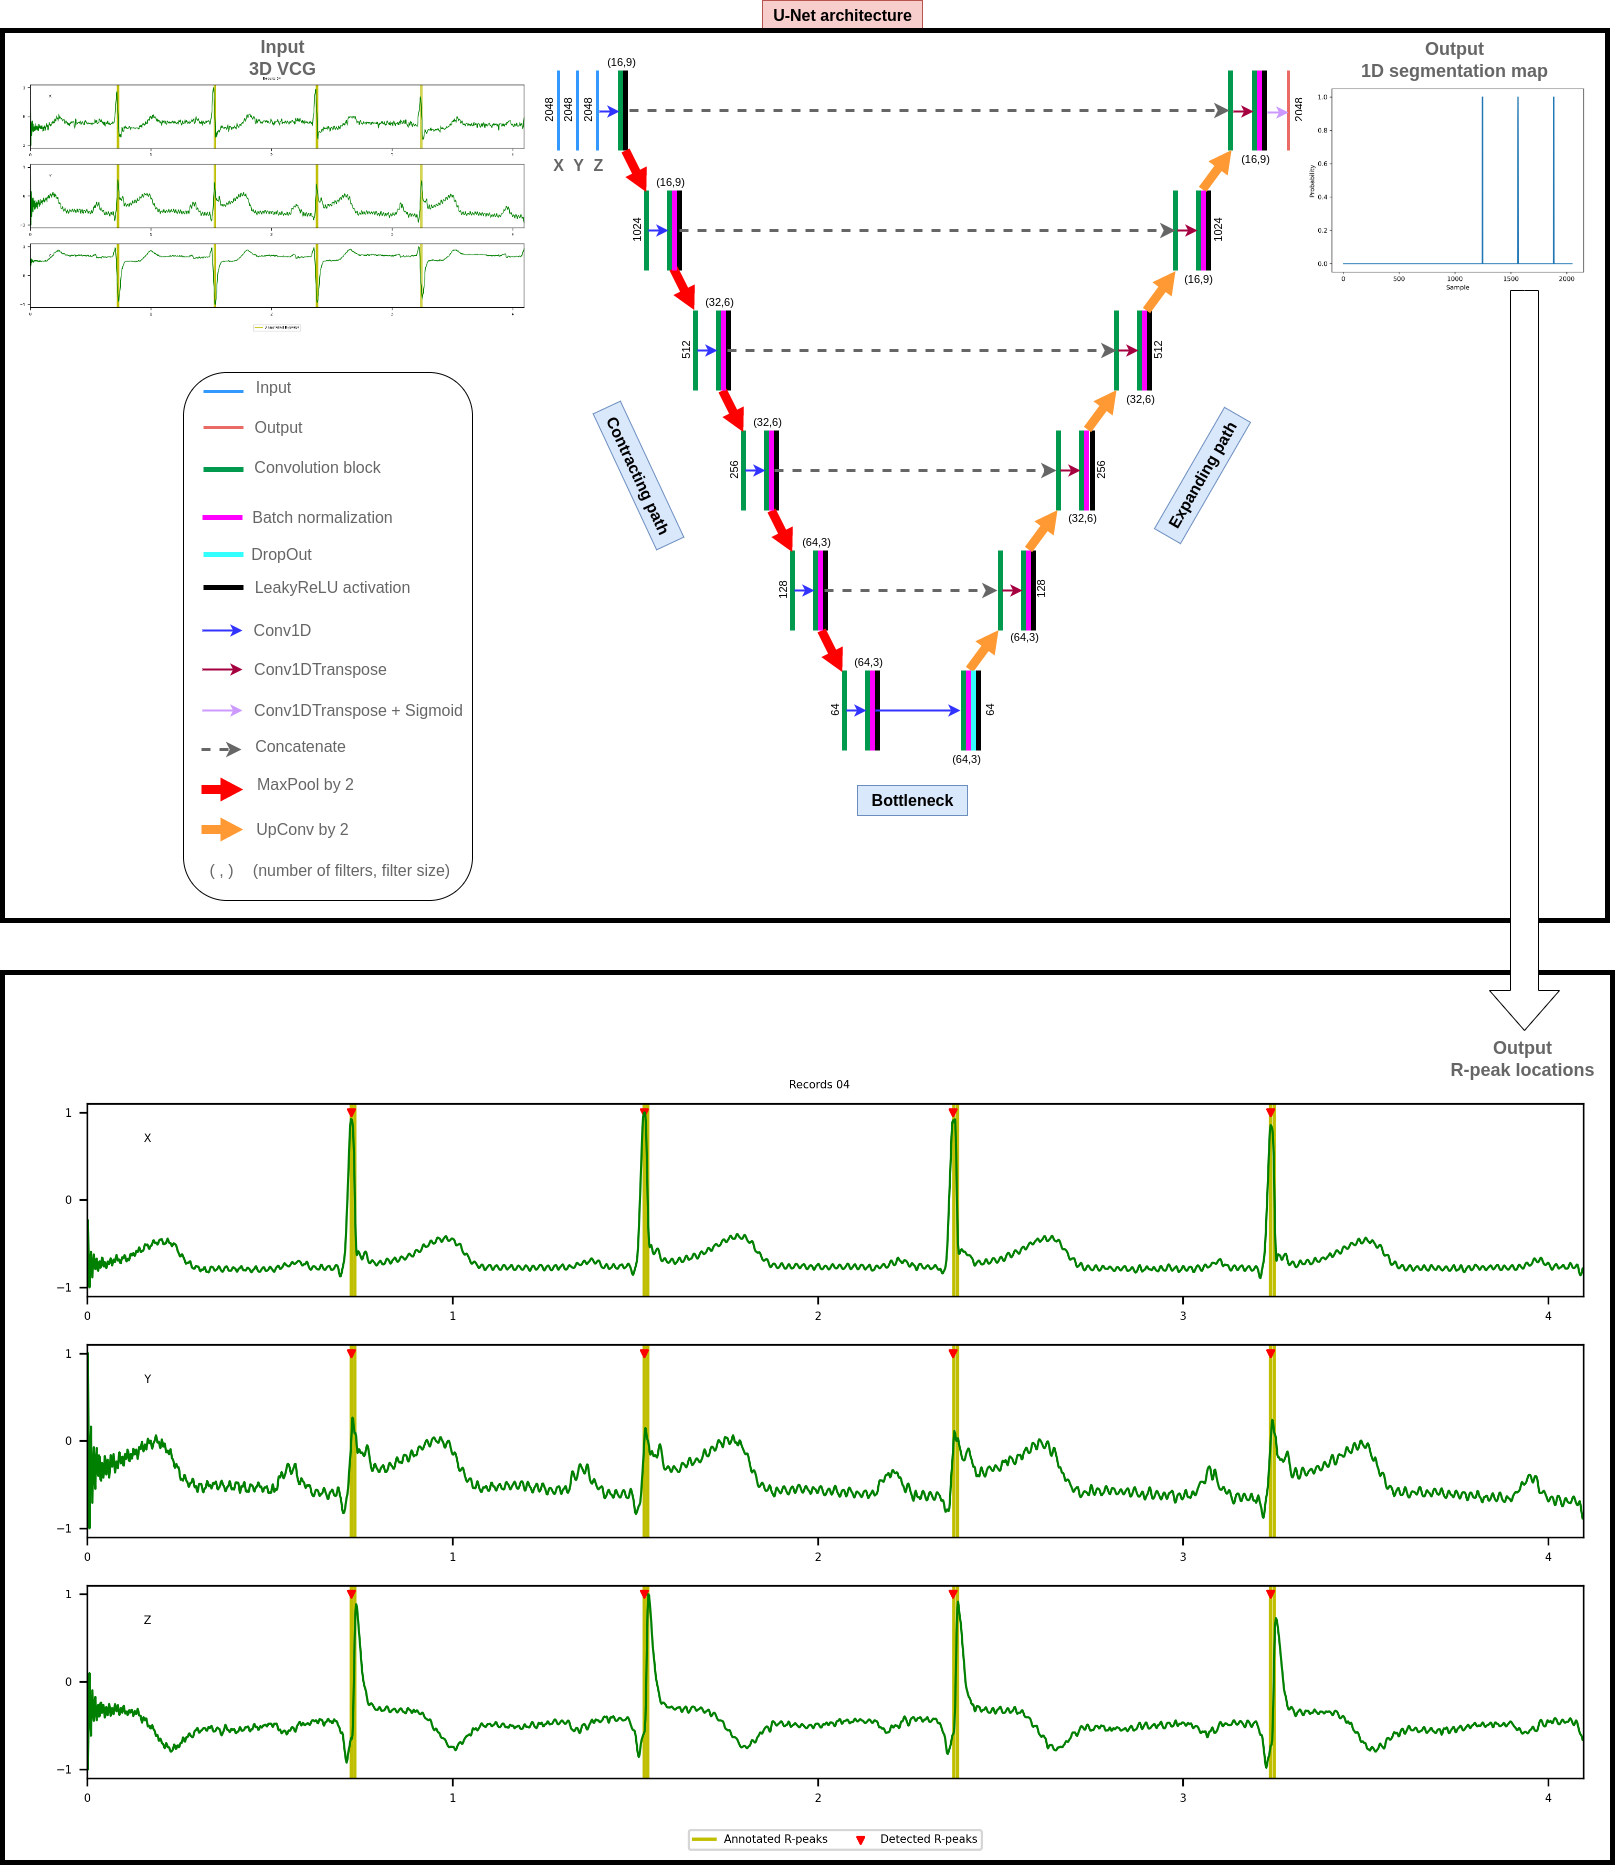 U-Net architecture
Input
3D VCG
(16,9)
2048
2048
2048
X Y Z
(16,9)
1024
(32,6)
512
(32,6)
256
(64,3)
128
(64,3)
64
(64,3)
64
(64,3)
128
(32,6)
256
(32,6)
512
(16,9)
1024
(16,9)
2048
Contracting path
Expanding path
Bottleneck
Output
1D segmentation map
1.0
0.8
0.6
0.4
0.2
0.0
Probability
0 500 1000 1500 2000
Sample
Input
Output
Convolution block
Batch normalization
DropOut
LeakyReLU activation
Conv1D
Conv1DTranspose
Conv1DTranspose + Sigmoid
Concatenate
MaxPool by 2
UpConv by 2
( , ) (number of filters, filter size)
Output
R-peak locations
Records 04
X
1
0
−1
0 1 2 3 4
Y
1
0
−1
0 1 2 3 4
Z
1
0
−1
0 1 2 3 4
Annotated R-peaks Detected R-peaks